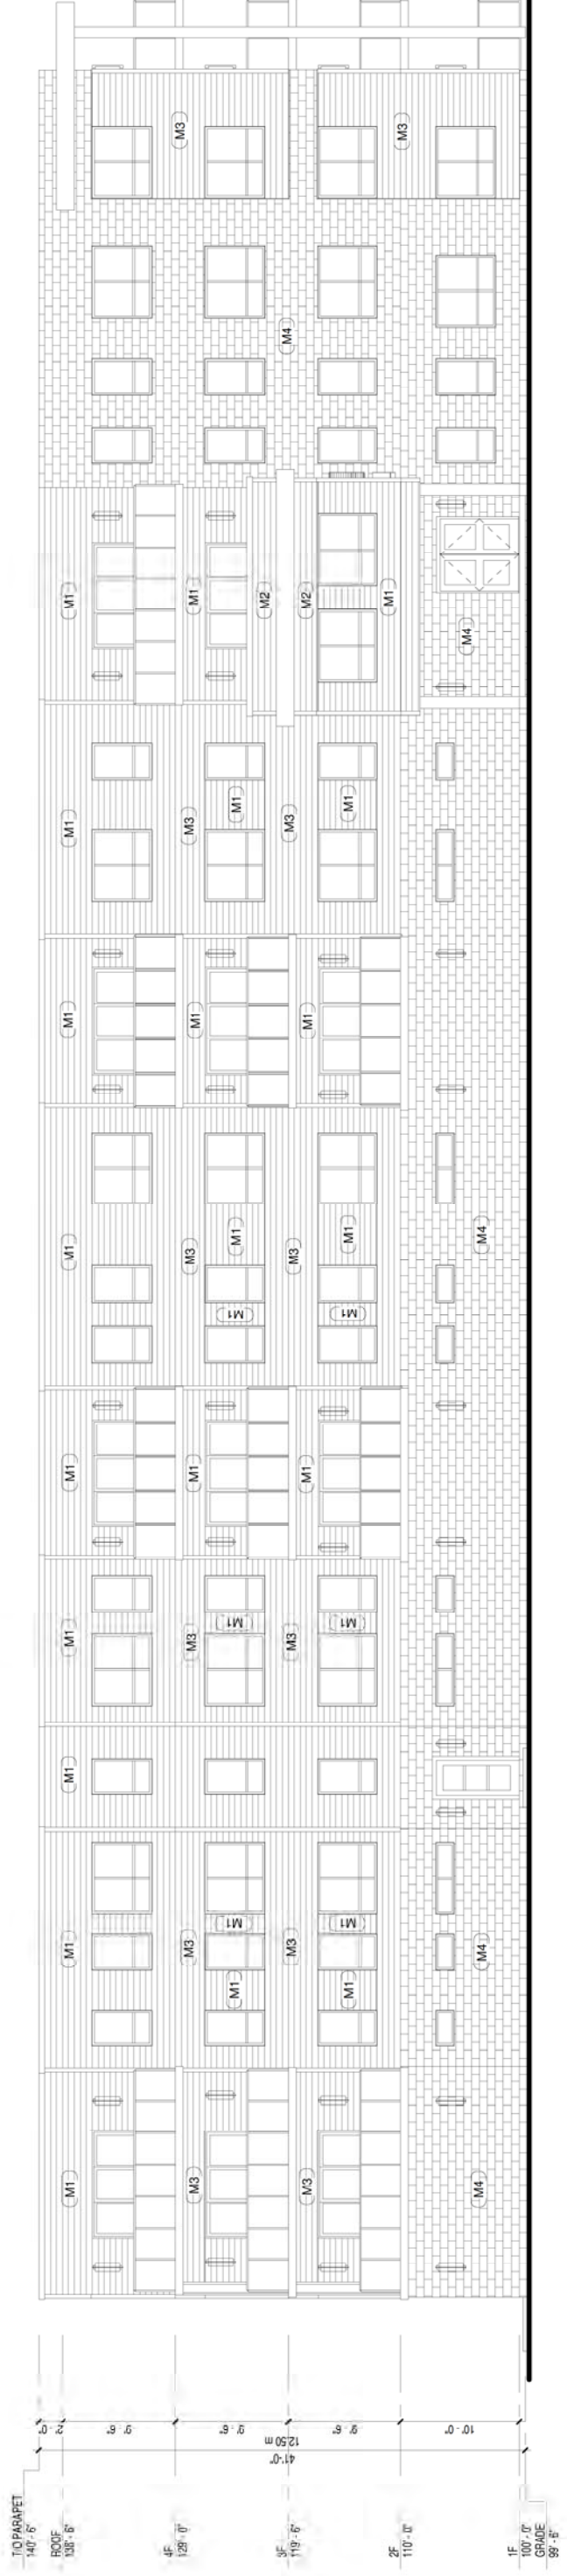 T/O PARAPET
140'- 6"
ROOF
138'- 6"
4F
129'- 0"
3F
119'- 6"
2F
110'- 0"
1F
100'- 0"
GRADE
99'- 6"
2'- 0"
9'- 6"
9'- 6"
9'- 6"
10'- 0"
12.50 m
41'-0"
M1 M1 M1 M1 M1 M1 M1 M1 M1 M3
M3 M3 M3 M1 M3 M1 M3 M1
M1 M1 M1 M1 M1 M1 M2
M3 M3 M3 M1 M3 M1 M3 M2 M4
M1 M1 M1 M1 M1 M1 M1 M3
M4 M4 M4 M4